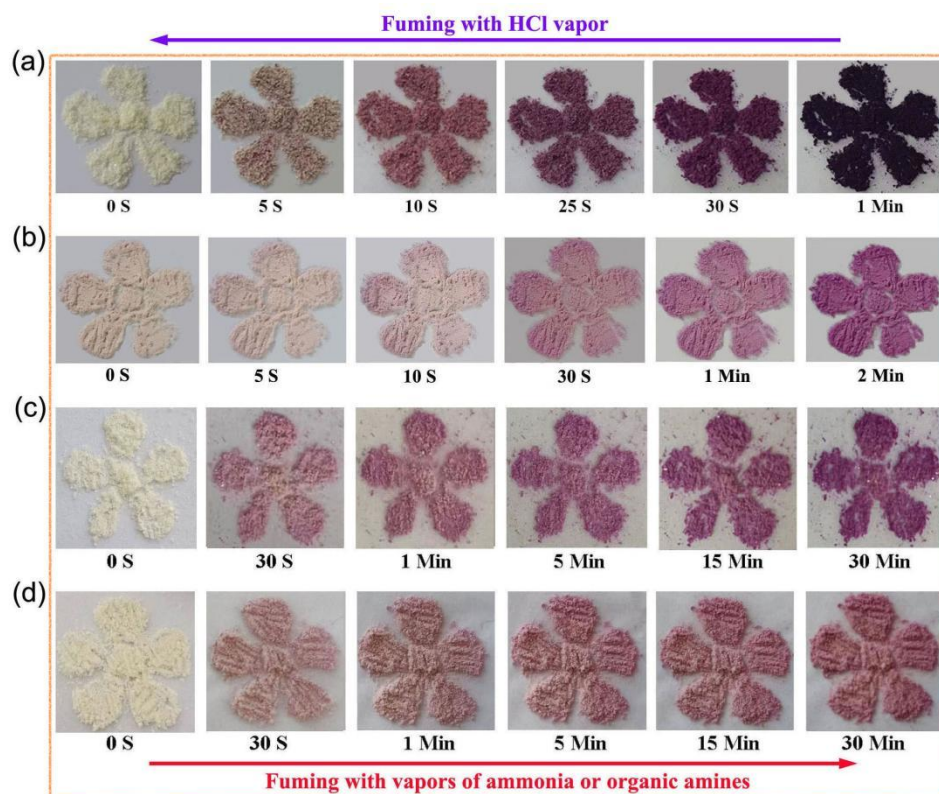 Fuming with HCl vapor
(a)
0 S 5 S 10 S 25 S 30 S 1 Min
(b)
0 S 5 S 10 S 30 S 1 Min 2 Min
(c)
0 S 30 S 1 Min 5 Min 15 Min 30 Min
(d)
0 S 30 S 1 Min 5 Min 15 Min 30 Min
Fuming with vapors of ammonia or organic amines